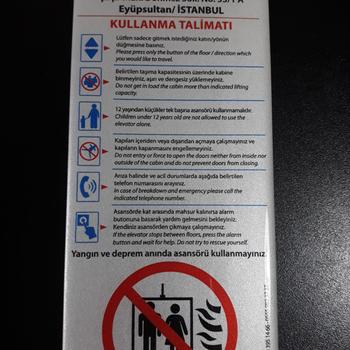 Eyüpsultan/ İSTANBUL
KULLANMA TALİMATI
Lütfen sadece gitmek istediğiniz katın/yönün
düğmesine basınız.
Please press only the button of the floor / direction which
you would like to travel.
Belirtilen taşıma kapasitessinin üzerinde kabine
binmeyiniz, aşırı ve dengesiz yüklemeyiniz.
Do not get in load the cabin more than indicated lifting
capacity.
12 yaşından küçükler tek başına asansörü kullanmamalıdır.
Children under 12 years old are not allowed to use the
elevator alone.
Kapıları içeriden veya dışarıdan açmaya çalışmayınız ve
kapıların kapanmasını engellemeyiniz.
Do not entry or force to open the doors neither from inside nor
outside of the cabin and do not prevent doors from closing.
Arıza halinde ve acil durumlarda aşağıda belirtilen
telefon numarasını arayınız.
In case of breakdown and emergency please call the
indicated telephone number.
Asansörde kat arasında mahsur kalınırsa alarm
butonuna basarak yardım gelmesini bekleyiniz.
Kendiniz asansörden çıkmaya çalışmayınız.
If the elevator stops between floors, press the alarm
button and wait for help. Do not try to rescue yourself.
Yangın ve deprem anında asansörü kullanmayınız
395 14 66